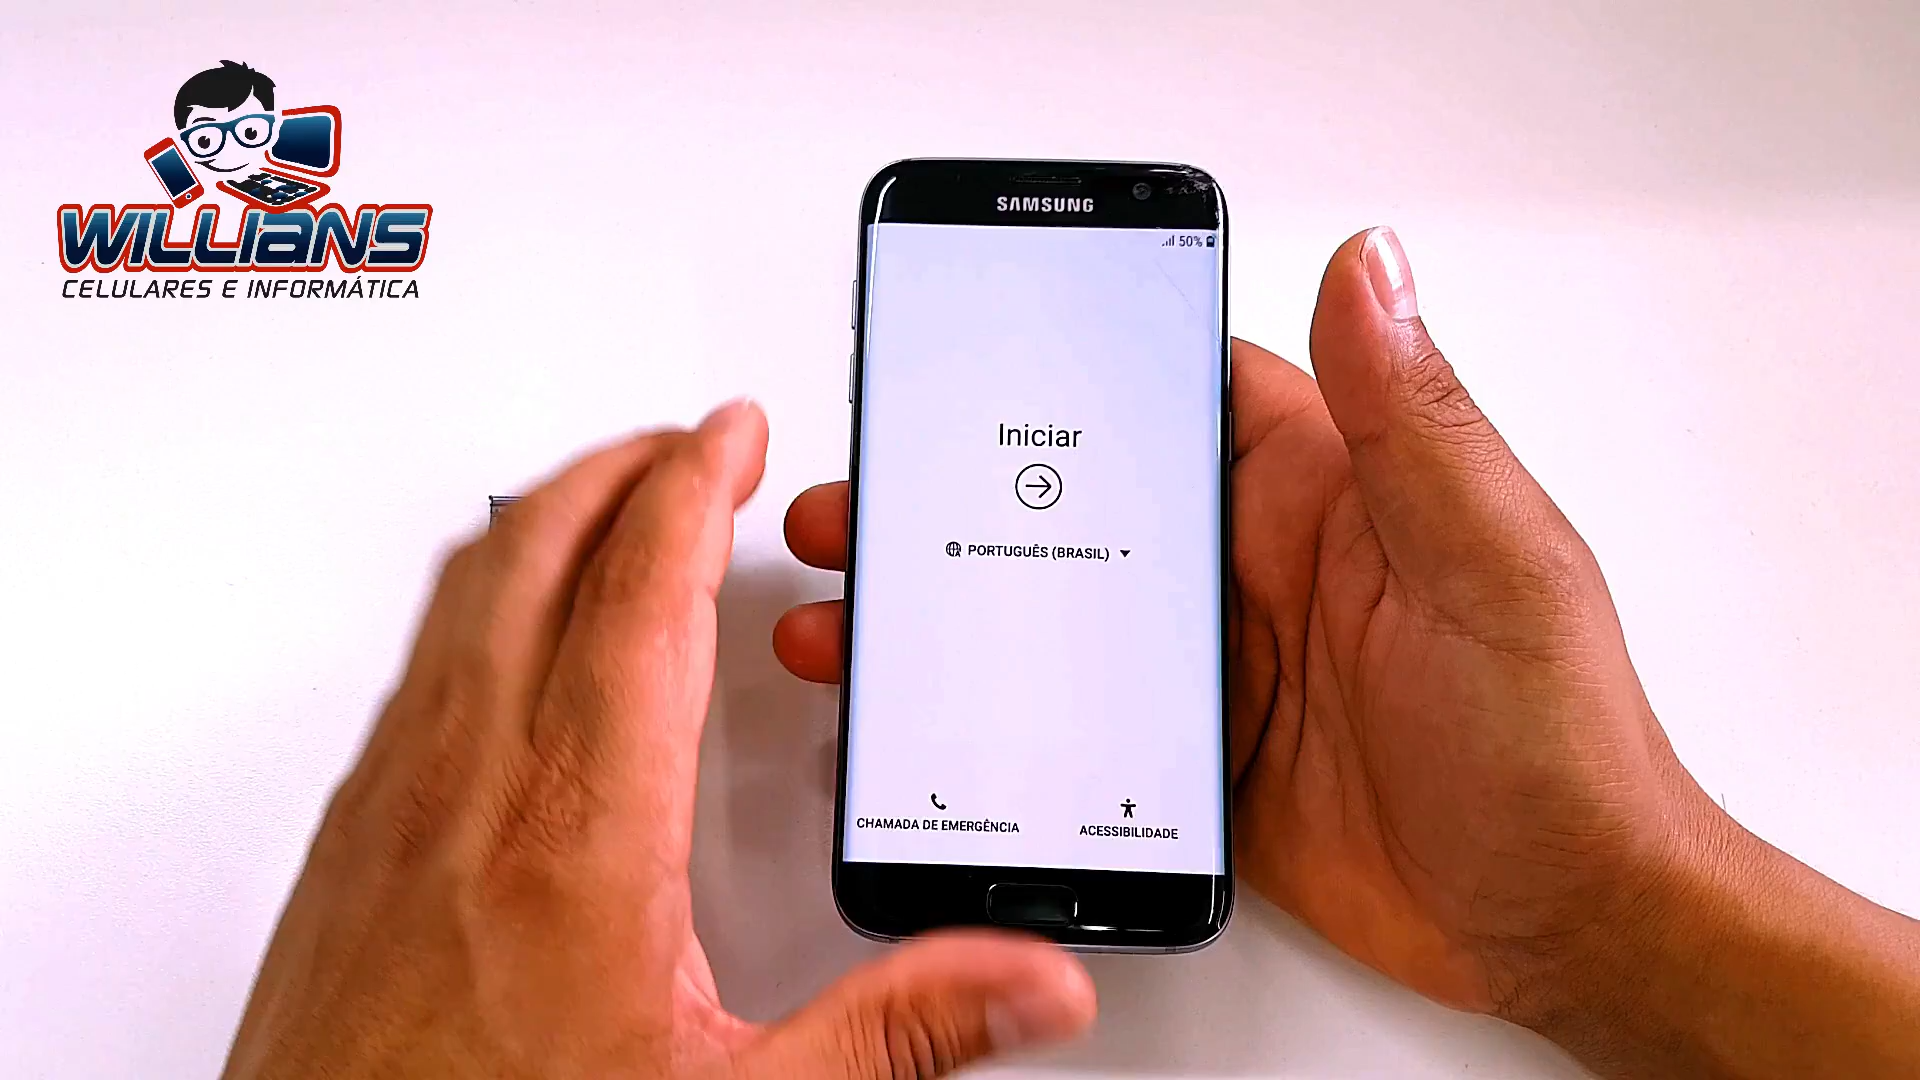 WILLIANS
CELULARES E INFORMÁTICA
SAMSUNG
50%
Iniciar
PORTUGUÊS (BRASIL)
CHAMADA DE EMERGÊNCIA
ACESSIBILIDADE